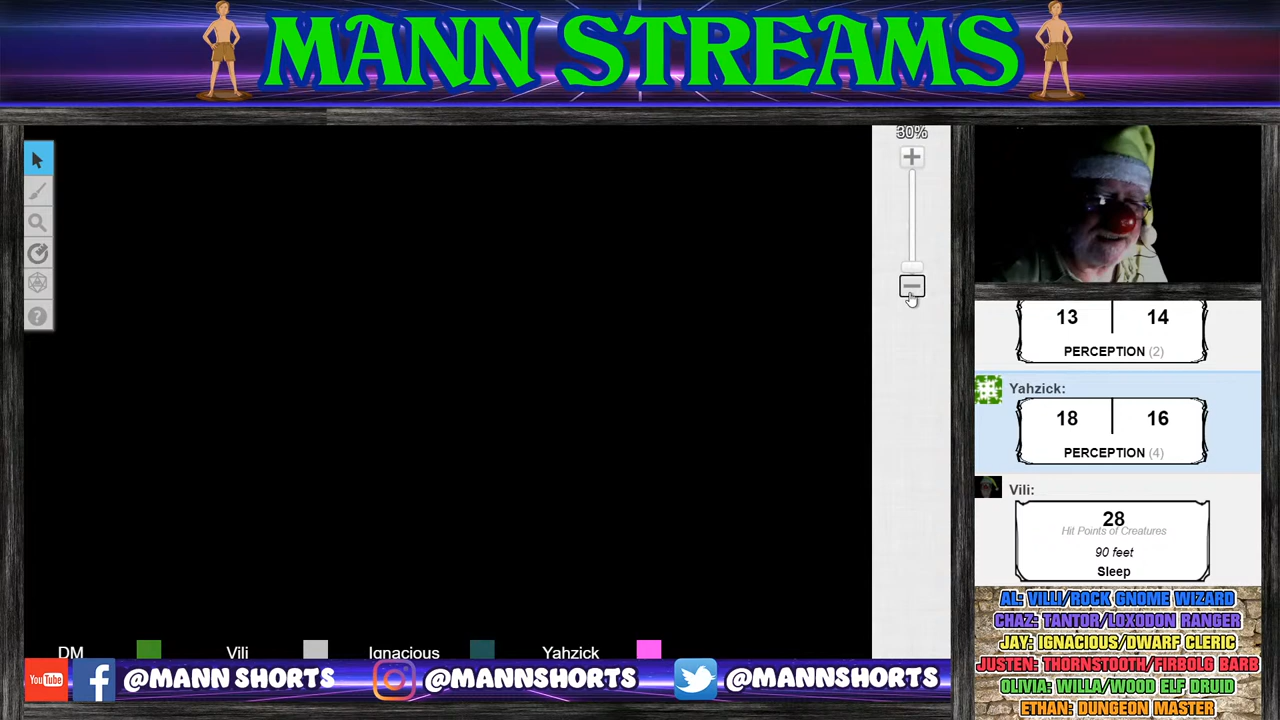 MANN STREAMS
30%
13 14
PERCEPTION (2)
Yahzick:
18 16
PERCEPTION (4)
Vili:
28
Hit Points of Creatures
90 feet
Sleep
DM Vili Ignacious Yahzick
YouTube @MANN SHORTS @MANNSHORTS @MANNSHORTS
AL: VILLI/ROCK GNOME WIZARD
CHAZ: TANTOR/LOXODON RANGER
JAY: IGNACIOUS/DWARF CLERIC
JUSTEN: THORNSTOOTH/FIRBOLG BARB
OLIVIA: WILLA/WOOD ELF DRUID
ETHAN: DUNGEON MASTER